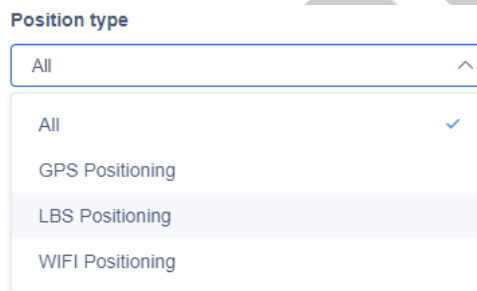 Position type
All
All
GPS Positioning
LBS Positioning
WIFI Positioning